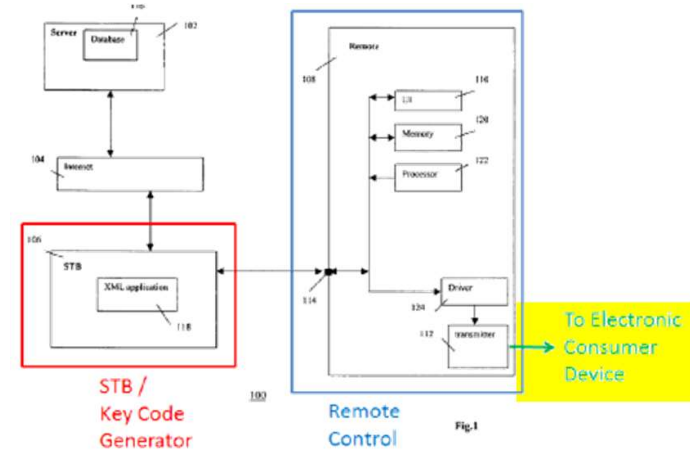 Server
Database
102
104
Internet
106
STB
XML application
118
STB /
Key Code
Generator
100
Remote
108
UI
116
Memory
120
Processor
122
114
Driver
124
112
transmitter
To Electronic
Consumer
Device
Remote
Control
Fig.1